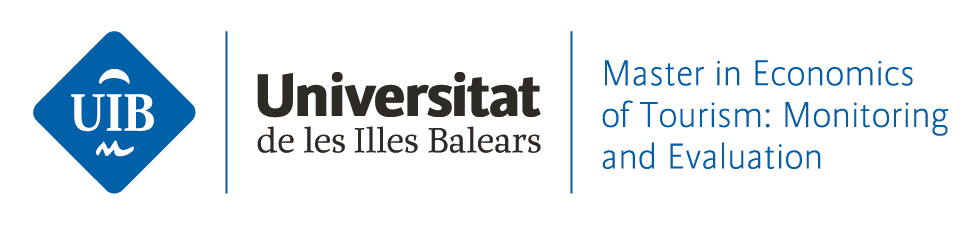 UIB
Universitat
de les Illes Balears
Master in Economics
of Tourism: Monitoring
and Evaluation